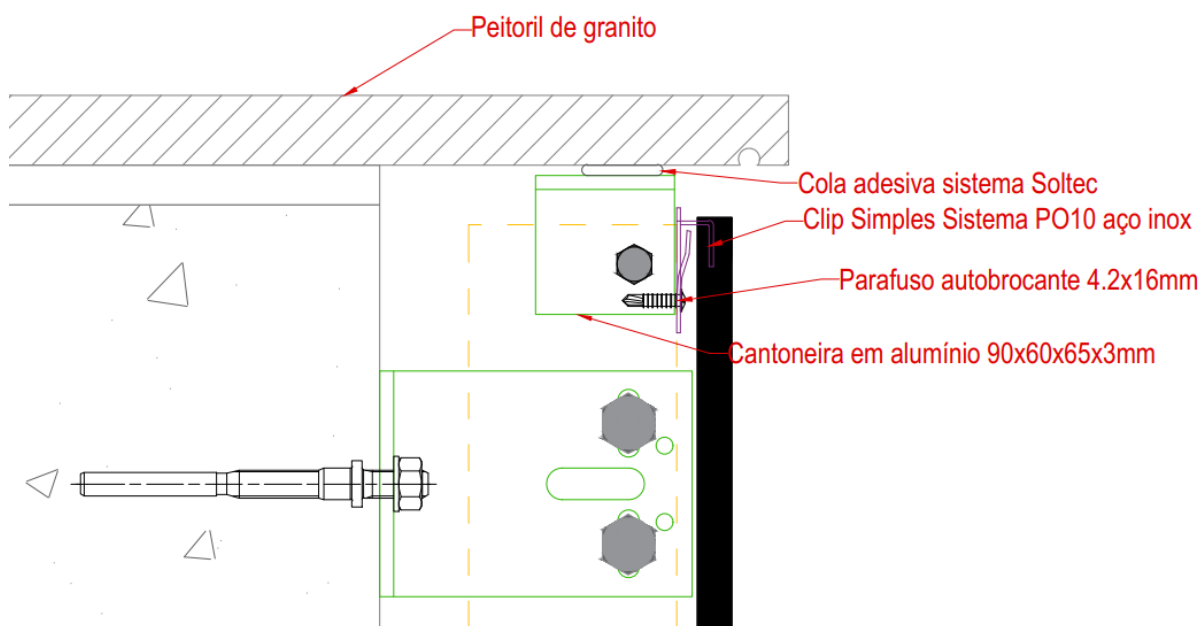 Peitoril de granito
Cola adesiva sistema Soltec
Clip Simples Sistema PO10 aço inox
Parafuso autobrocante 4.2x16mm
Cantoneira em alumínio 90x60x65x3mm